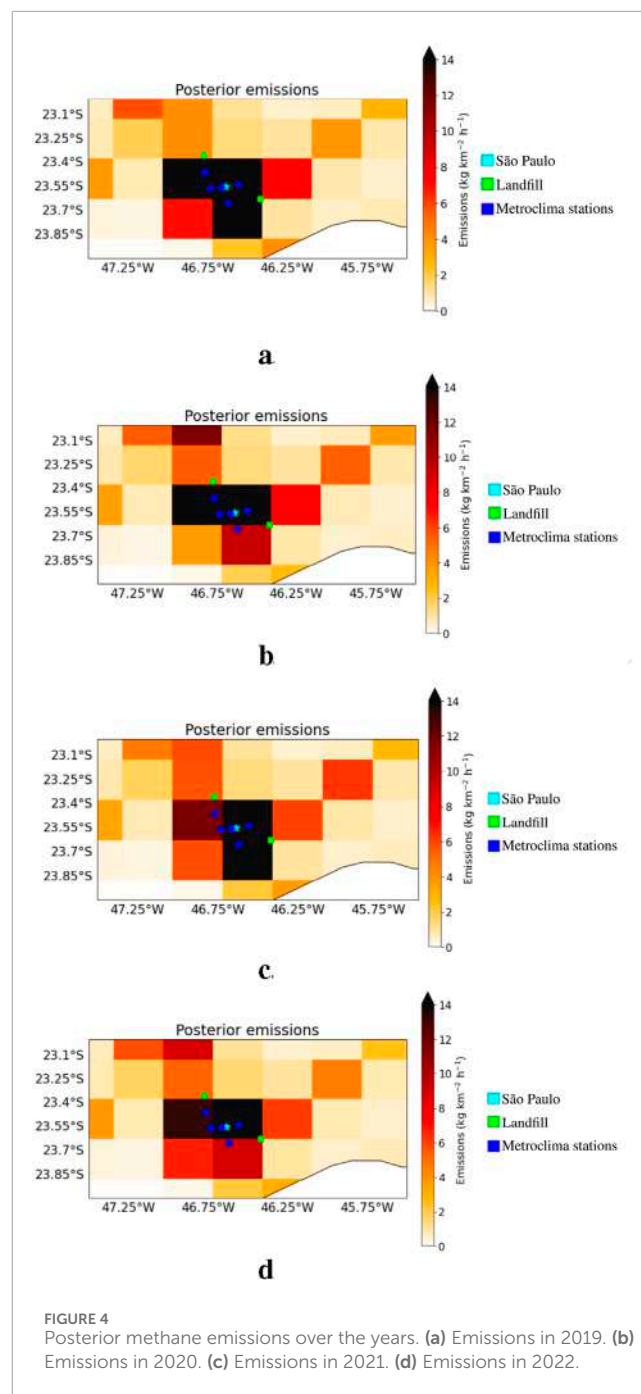 Posterior emissions
23.1°S
23.25°S
23.4°S
23.55°S
23.7°S
23.85°S
47.25°W 46.75°W 46.25°W 45.75°W
14
12
10
8
6
4
2
0
Emissions (kg km⁻² h⁻¹)
São Paulo
Landfill
Metroclima stations
a
Posterior emissions
23.1°S
23.25°S
23.4°S
23.55°S
23.7°S
23.85°S
47.25°W 46.75°W 46.25°W 45.75°W
14
12
10
8
6
4
2
0
Emissions (kg km⁻² h⁻¹)
São Paulo
Landfill
Metroclima stations
b
Posterior emissions
23.1°S
23.25°S
23.4°S
23.55°S
23.7°S
23.85°S
47.25°W 46.75°W 46.25°W 45.75°W
14
12
10
8
6
4
2
0
Emissions (kg km⁻² h⁻¹)
São Paulo
Landfill
Metroclima stations
c
Posterior emissions
23.1°S
23.25°S
23.4°S
23.55°S
23.7°S
23.85°S
47.25°W 46.75°W 46.25°W 45.75°W
14
12
10
8
6
4
2
0
Emissions (kg km⁻² h⁻¹)
São Paulo
Landfill
Metroclima stations
d
FIGURE 4
Posterior methane emissions over the years. (a) Emissions in 2019. (b)
Emissions in 2020. (c) Emissions in 2021. (d) Emissions in 2022.